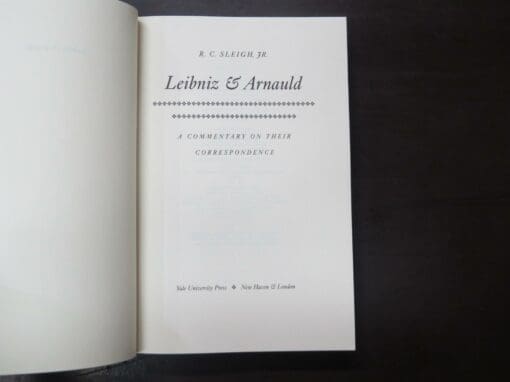 R. C. SLEIGH, JR.
Leibniz & Arnauld
A COMMENTARY ON THEIR
CORRESPONDENCE
Yale University Press ❖ New Haven & London